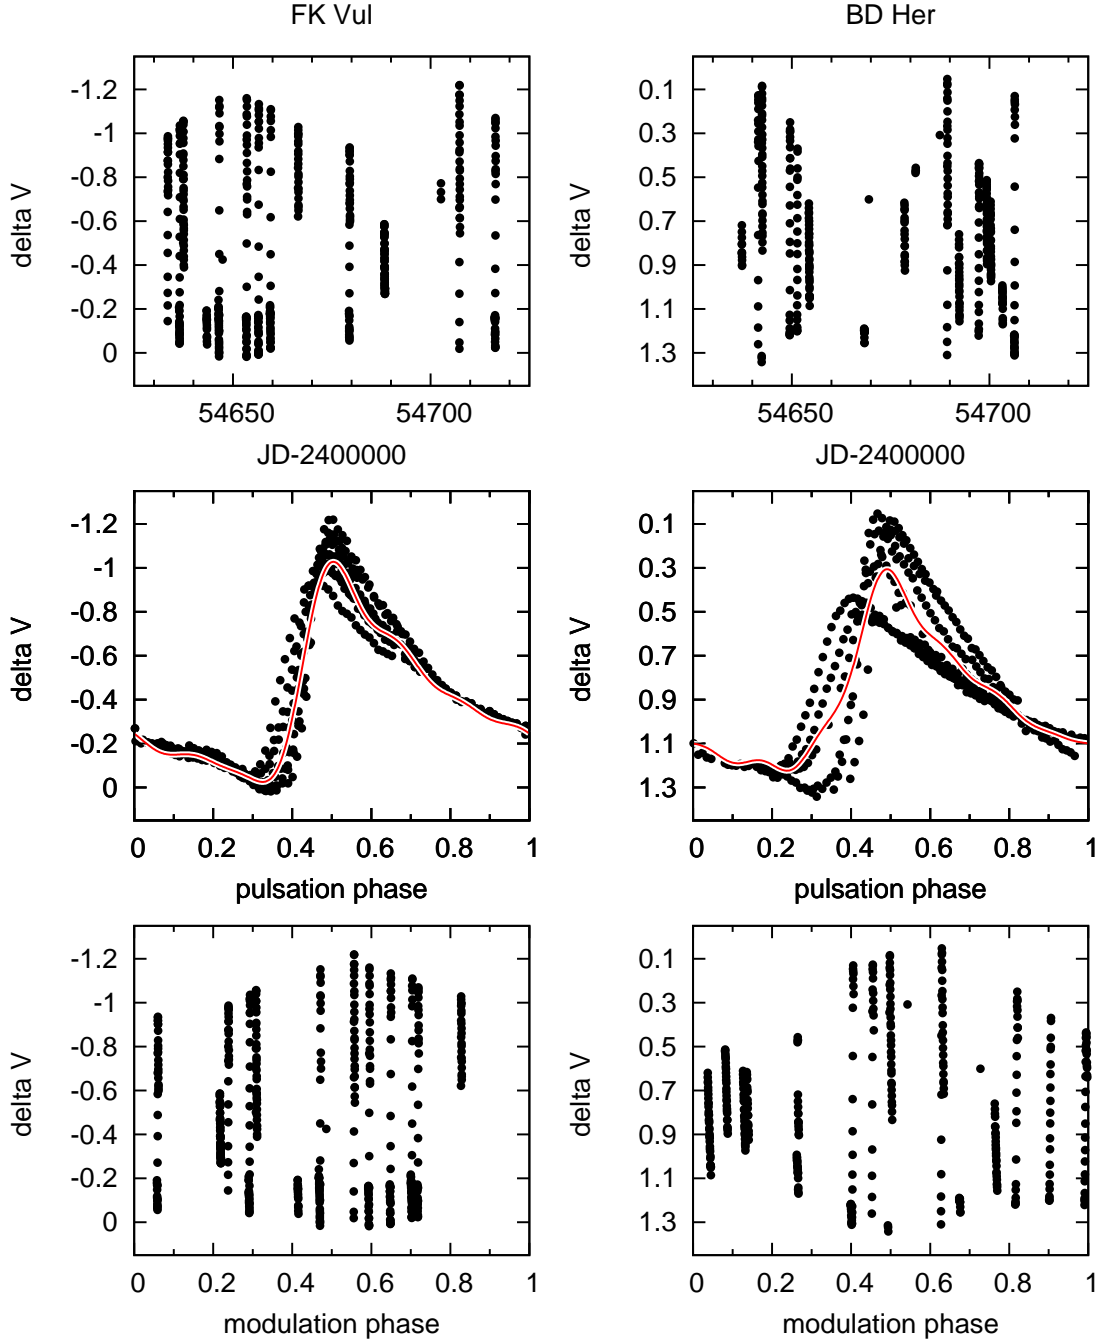 FK Vul BD Her
-1.2 0.1
-1 0.3
-0.8 0.5
delta V -0.6 delta V 0.7
-0.4 0.9
-0.2 1.1
0 1.3
54650 54700 54650 54700
JD-2400000 JD-2400000
-1.2 0.1
-1 0.3
-0.8 0.5
delta V -0.6 delta V 0.7
-0.4 0.9
-0.2 1.1
0 1.3
0 0.2 0.4 0.6 0.8 1 0 0.2 0.4 0.6 0.8 1
pulsation phase pulsation phase
-1.2 0.1
-1 0.3
-0.8 0.5
delta V -0.6 delta V 0.7
-0.4 0.9
-0.2 1.1
0 1.3
0 0.2 0.4 0.6 0.8 1 0 0.2 0.4 0.6 0.8 1
modulation phase modulation phase